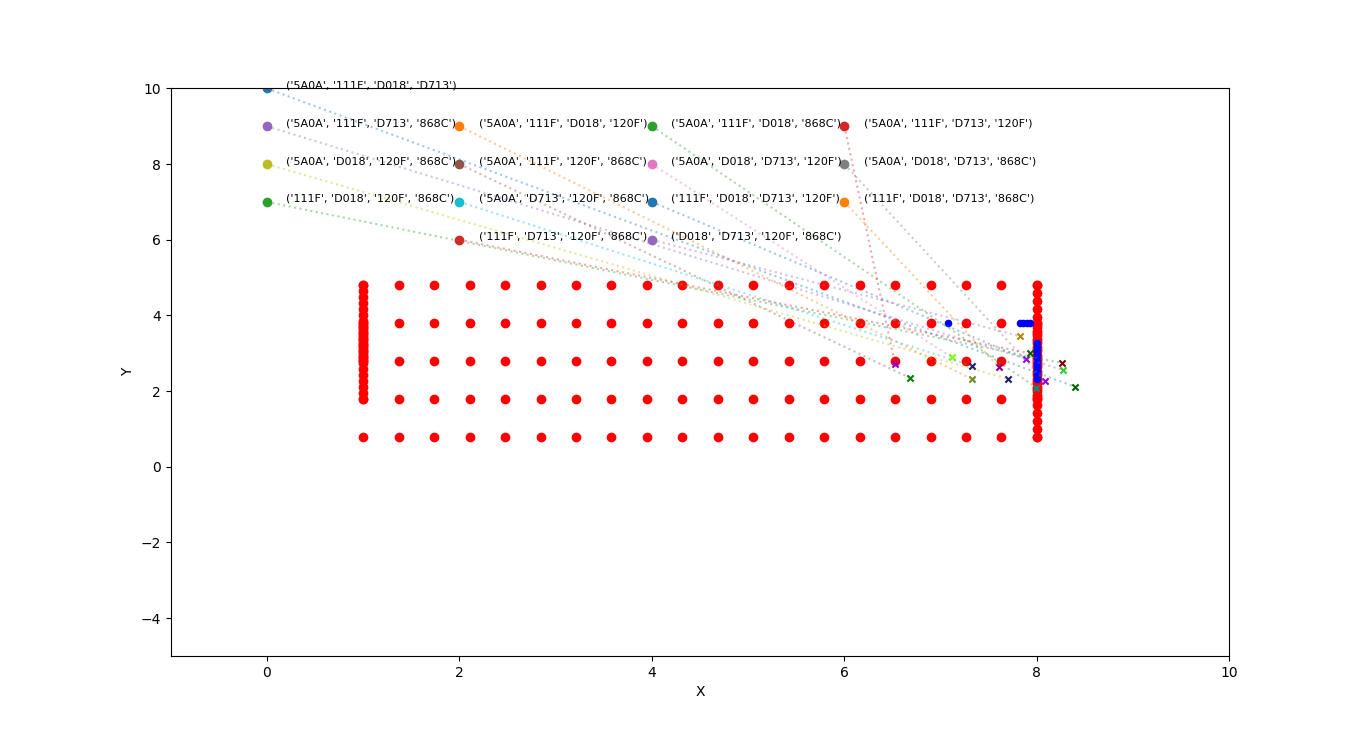 ('5A0A', '111F', 'D018', 'D713')
('5A0A', '111F', 'D713', '868C') ('5A0A', '111F', 'D018', '120F') ('5A0A', '111F', 'D018', '868C') ('5A0A', '111F', 'D713', '120F')
('5A0A', 'D018', '120F', '868C') ('5A0A', '111F', '120F', '868C') ('5A0A', 'D018', 'D713', '120F') ('5A0A', 'D018', 'D713', '868C')
('111F', 'D018', '120F', '868C') ('5A0A', 'D713', '120F', '868C') ('111F', 'D018', 'D713', '120F') ('111F', 'D018', 'D713', '868C')
('111F', 'D713', '120F', '868C') ('D018', 'D713', '120F', '868C')
10
8
6
4
2
0
−2
−4
Y
0 2 4 6 8 10
X